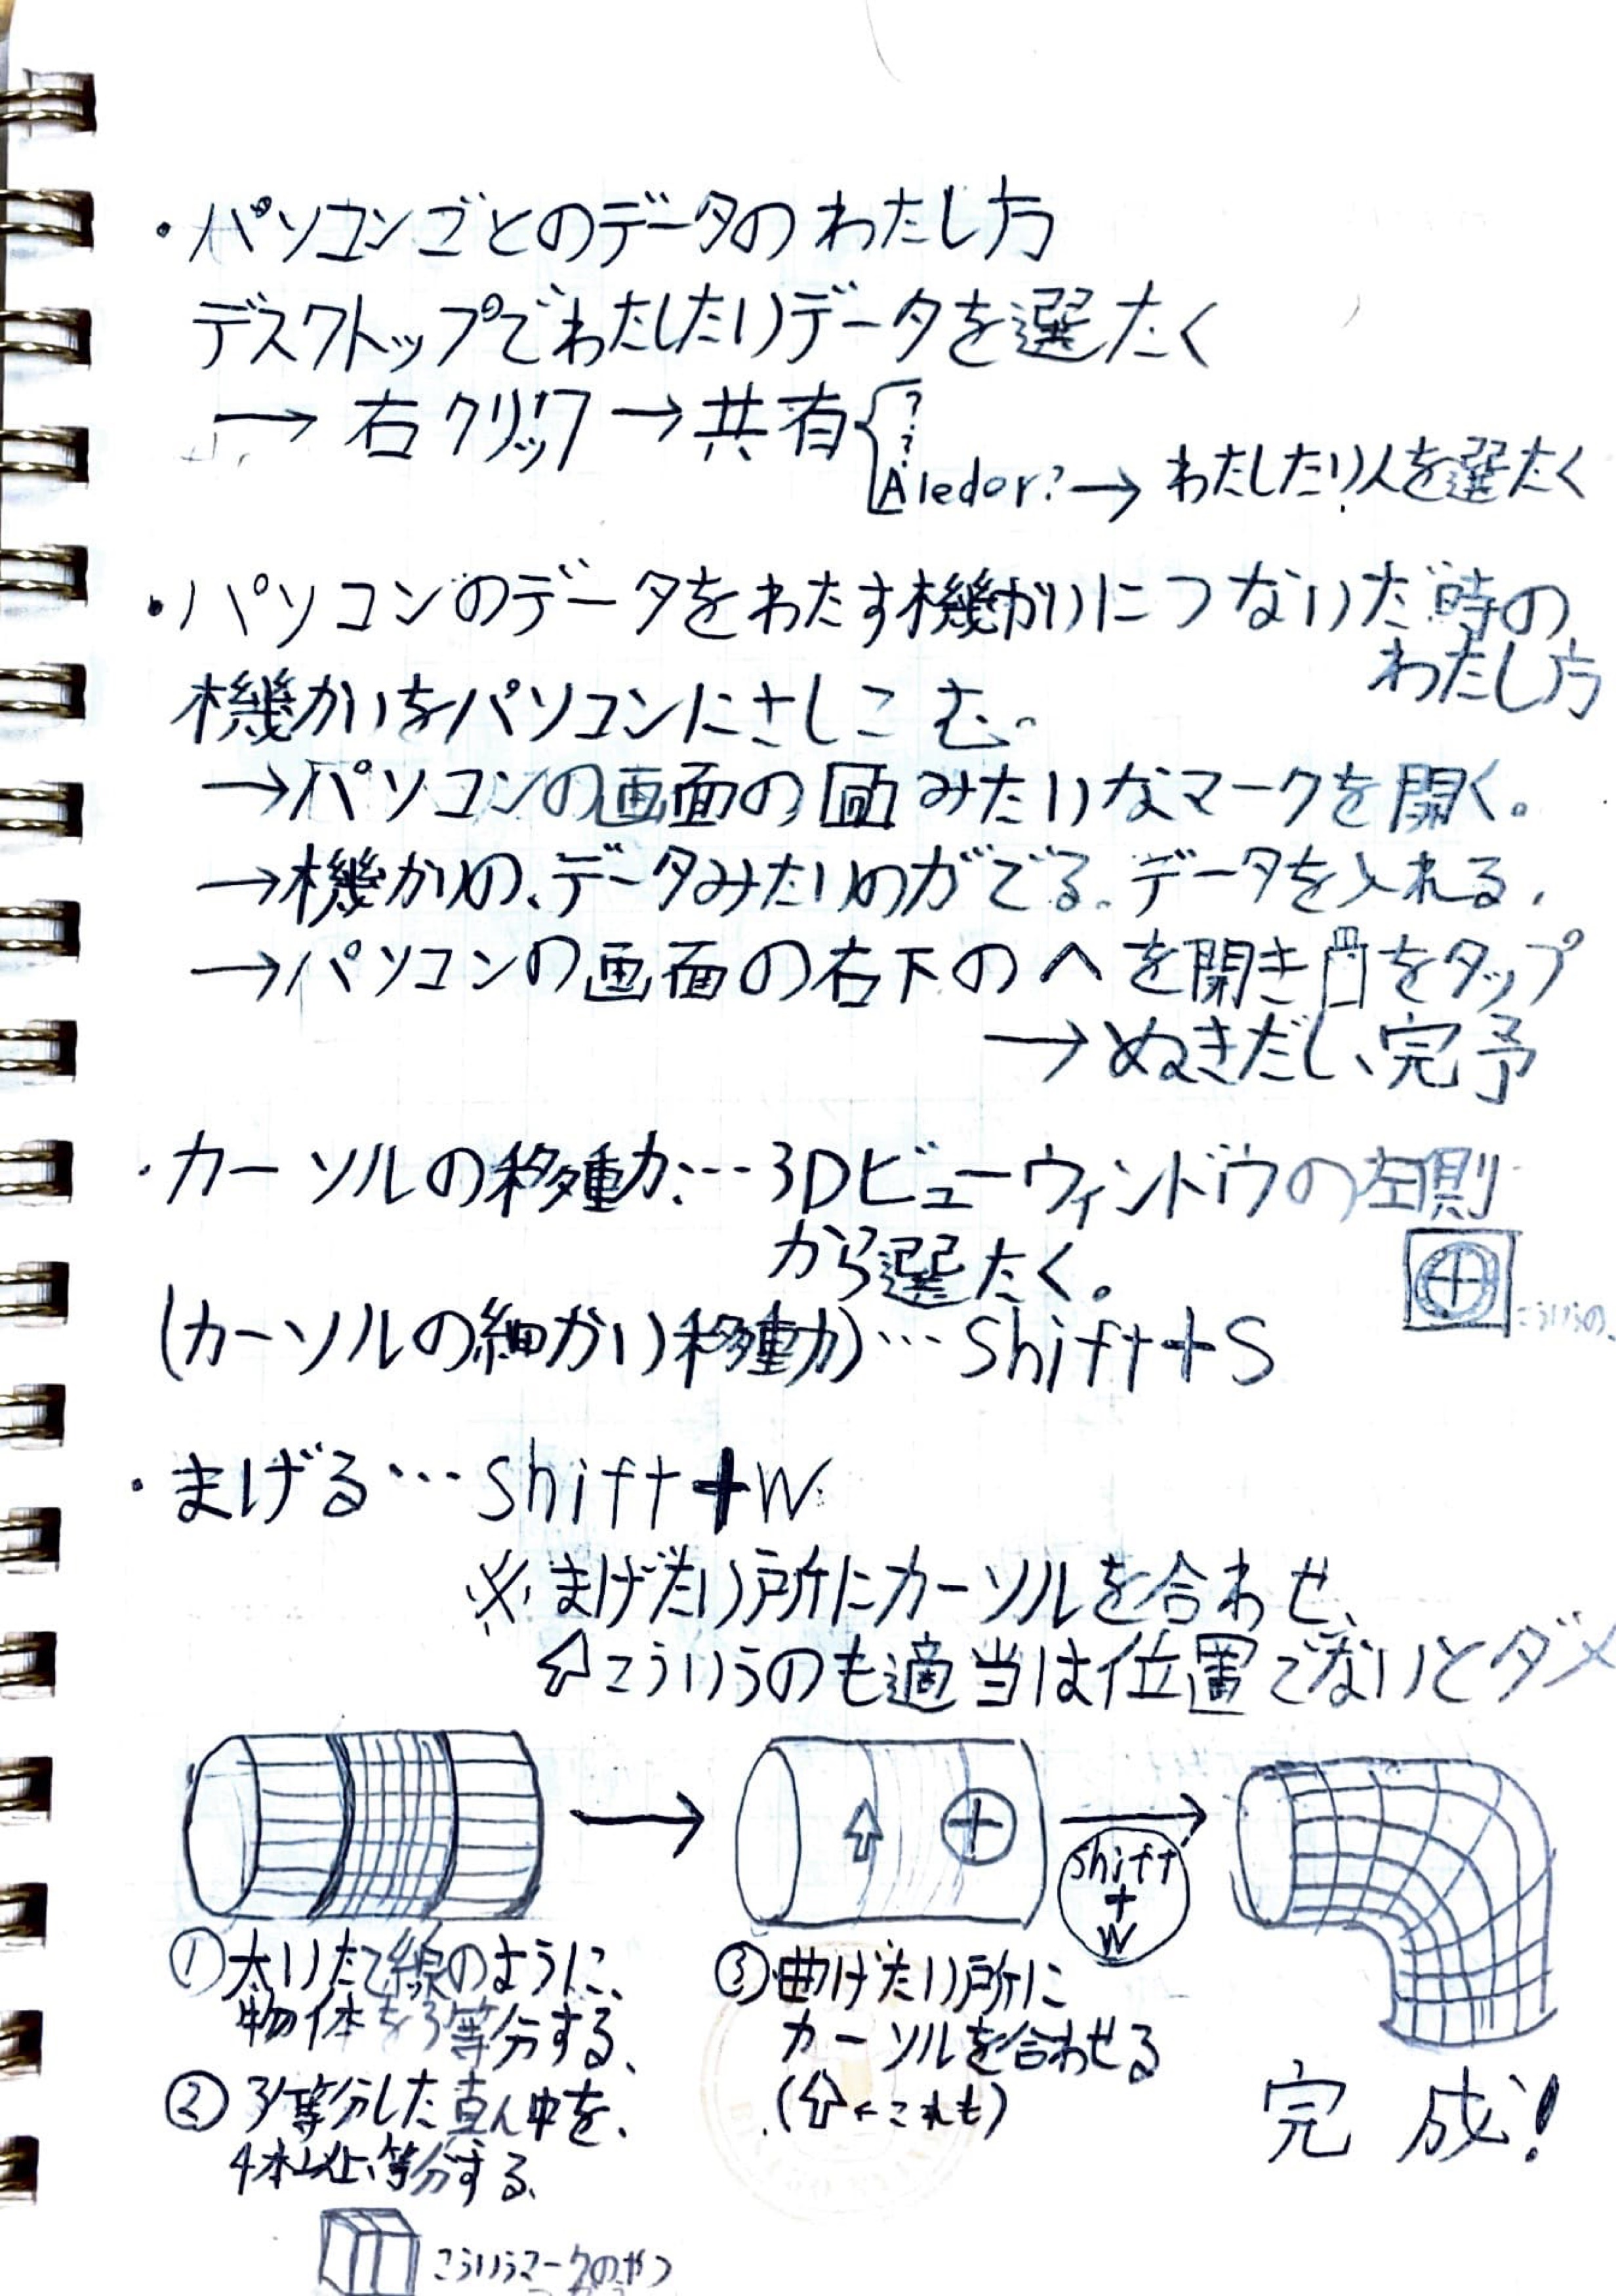 ・パソコンごとのデータのわたし方
デスクトップでわたしたいデータを選たく
→右クリック→共有{?
?
Aledor?→わたしたい人を選たく
・パソコンのデータをわたす機かいにつないだ時の
わたし方
機かいをパソコンにさしこむ。
→パソコンの画面の みたいなマークを開く。
→機かいの、データみたいのがでる。データを入れる。
→パソコンの画面の右下のへを開き をタップ
→ぬきだし、完予
・カーソルの移動…3Dビューウィンドウの左側
から選たく。
こういうの、
(カーソルの細かい移動)…Shift+S
・まげる…Shift+W
※まげたい所にカーソルを合わせ、
⇧こういうのも適当は位置でないとダメ
shift
+
W
①太いたて線のように、
物体を3等分する、
②3等分した真ん中を、
4本以上、等分する、
③曲げたい所に
カーソルを合わせる
(⇧←これも)
完成!
こういうマークのやつ